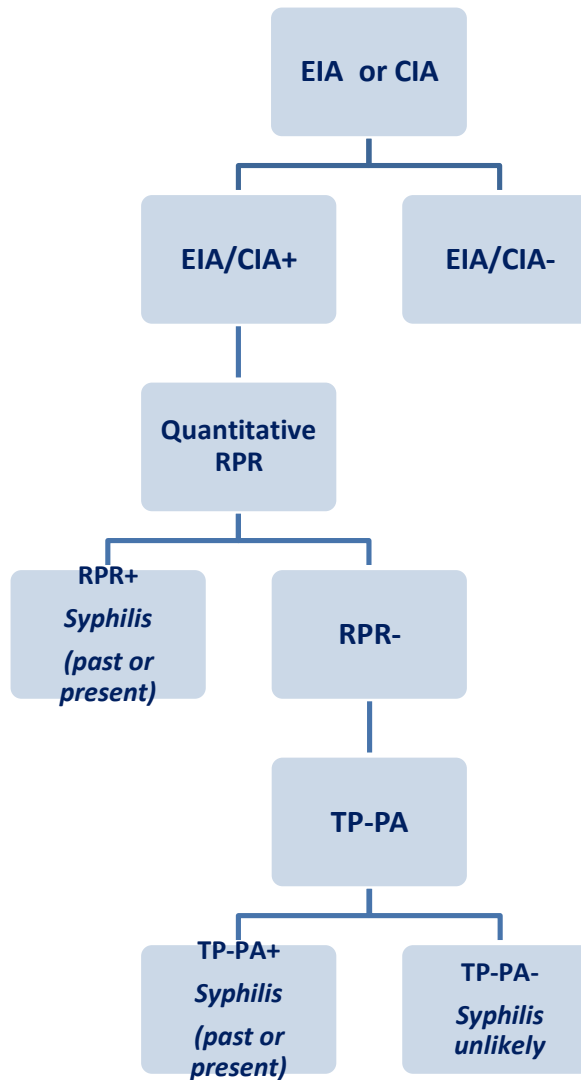 EIA or CIA
EIA/CIA+
EIA/CIA-
Quantitative
RPR
RPR+
Syphilis
(past or
present)
RPR-
TP-PA
TP-PA+
Syphilis
(past or
present)
TP-PA-
Syphilis
unlikely